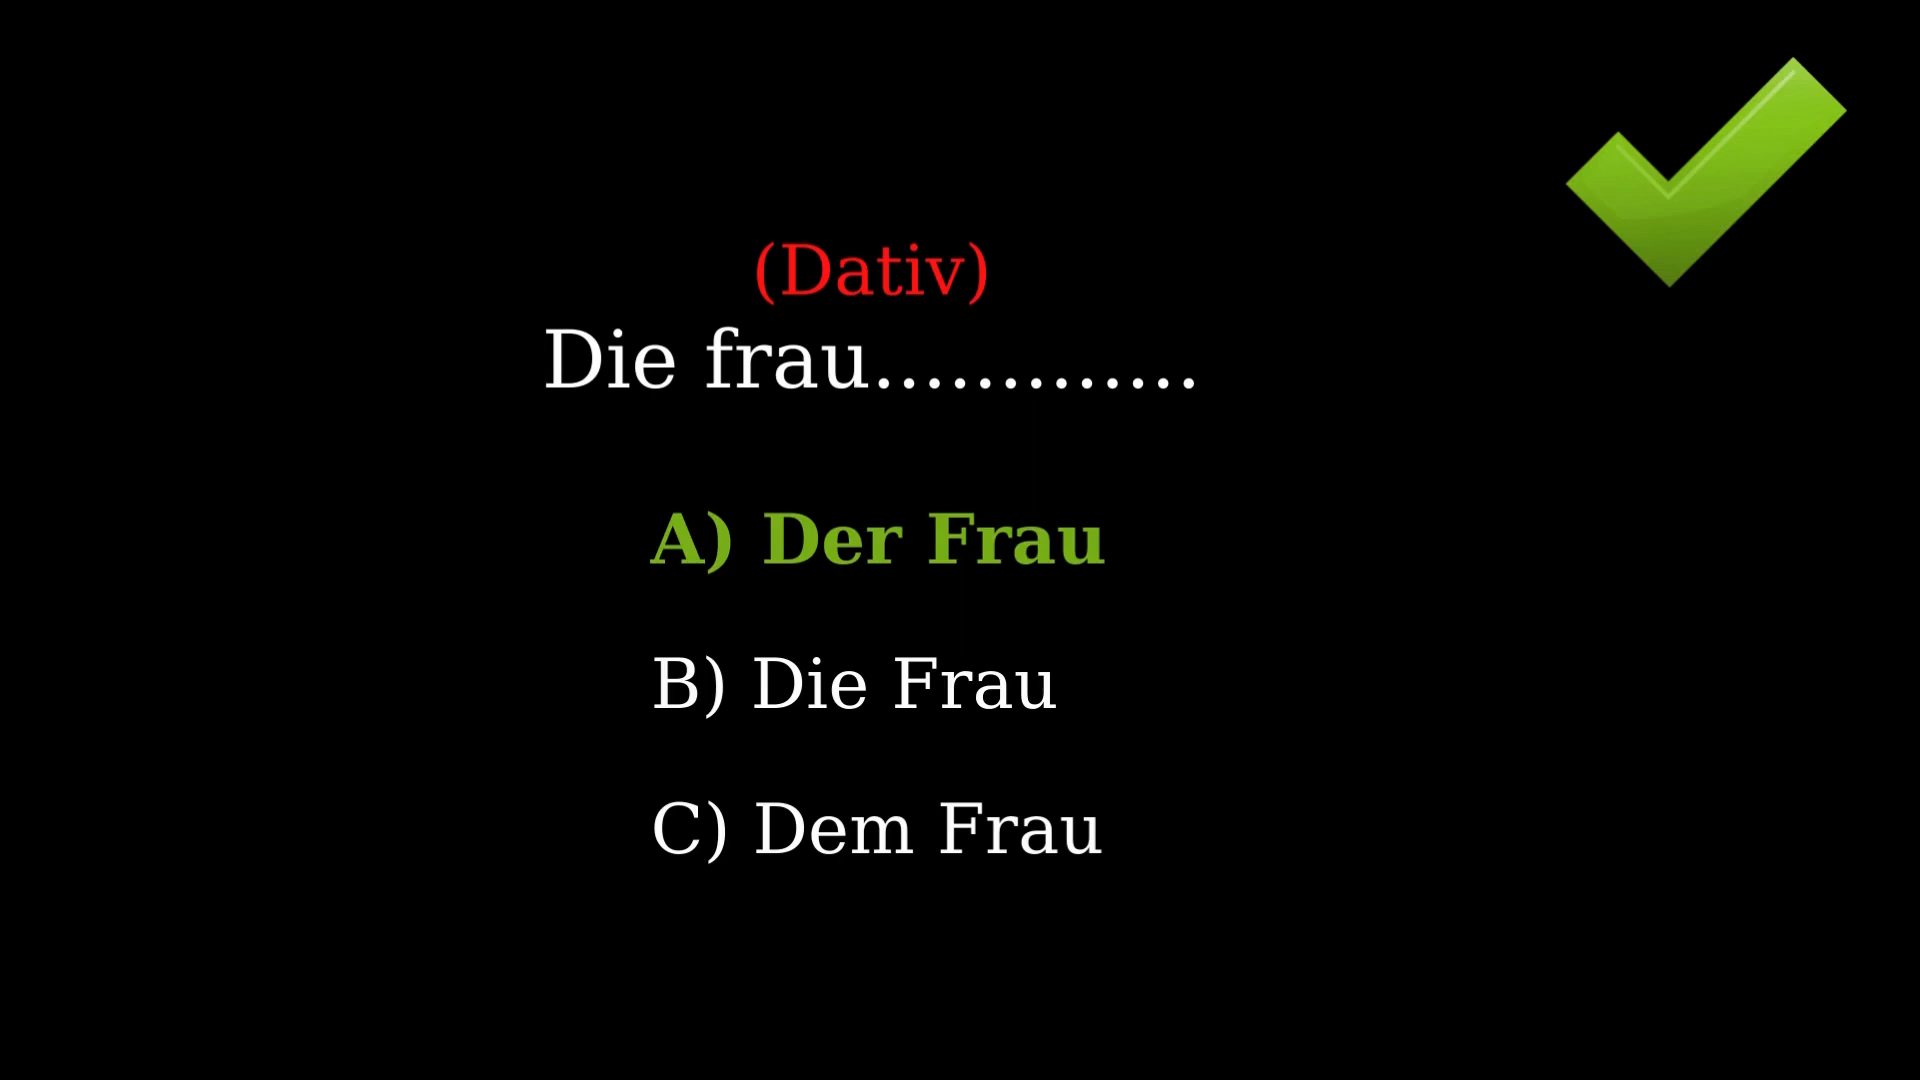 (Dativ)
Die frau.............
A) Der Frau
B) Die Frau
C) Dem Frau